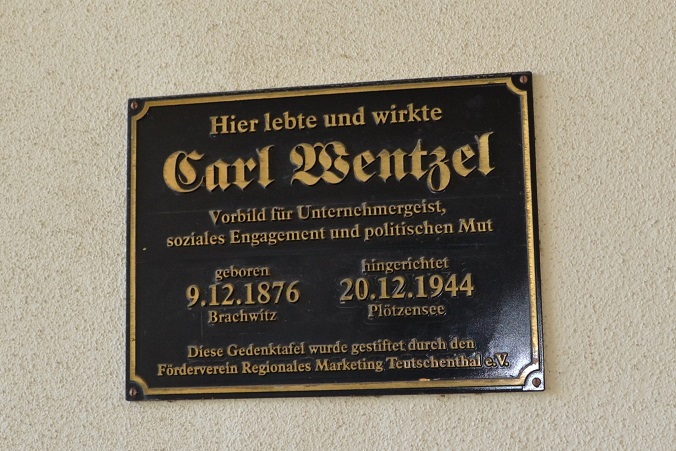 Hier lebte und wirkte
Carl Wentzel
Vorbild für Unternehmergeist,
soziales Engagement und politischen Mut
geboren hingerichtet
9.12.1876 20.12.1944
Brachwitz Plötzensee
Diese Gedenktafel wurde gestiftet durch den
Förderverein Regionales Marketing Teutschenthal e.V.